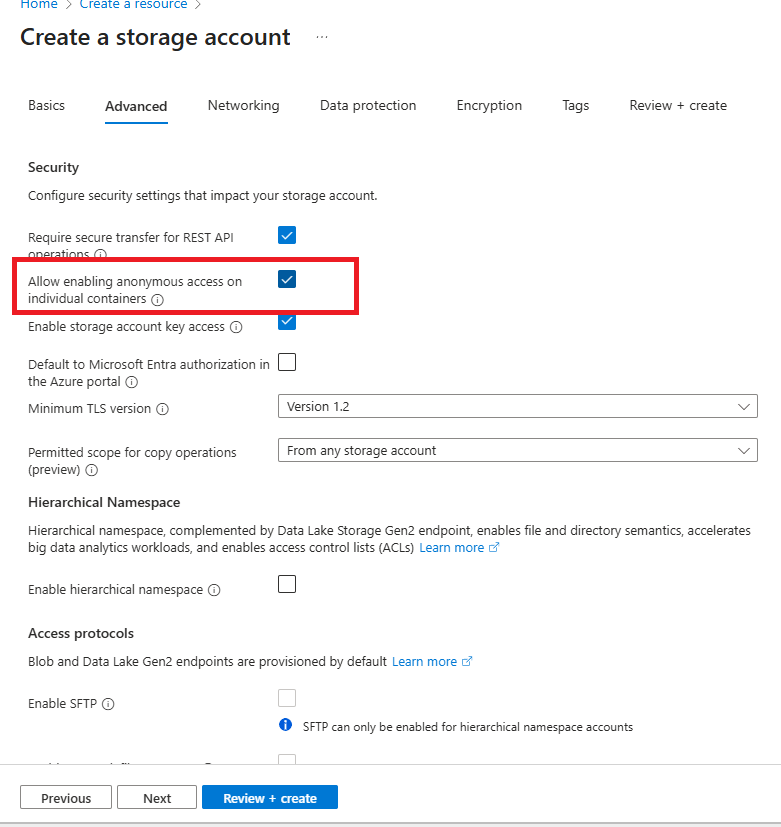 Home > Create a resource >
Create a storage account ...
Basics Advanced Networking Data protection Encryption Tags Review + create
Security
Configure security settings that impact your storage account.
Require secure transfer for REST API
operations
Allow enabling anonymous access on
individual containers
Enable storage account key access
Default to Microsoft Entra authorization in
the Azure portal
Minimum TLS version
Version 1.2
Permitted scope for copy operations
(preview)
From any storage account
Hierarchical Namespace
Hierarchical namespace, complemented by Data Lake Storage Gen2 endpoint, enables file and directory semantics, accelerates
big data analytics workloads, and enables access control lists (ACLs) Learn more
Enable hierarchical namespace
Access protocols
Blob and Data Lake Gen2 endpoints are provisioned by default Learn more
Enable SFTP
SFTP can only be enabled for hierarchical namespace accounts
Previous Next Review + create